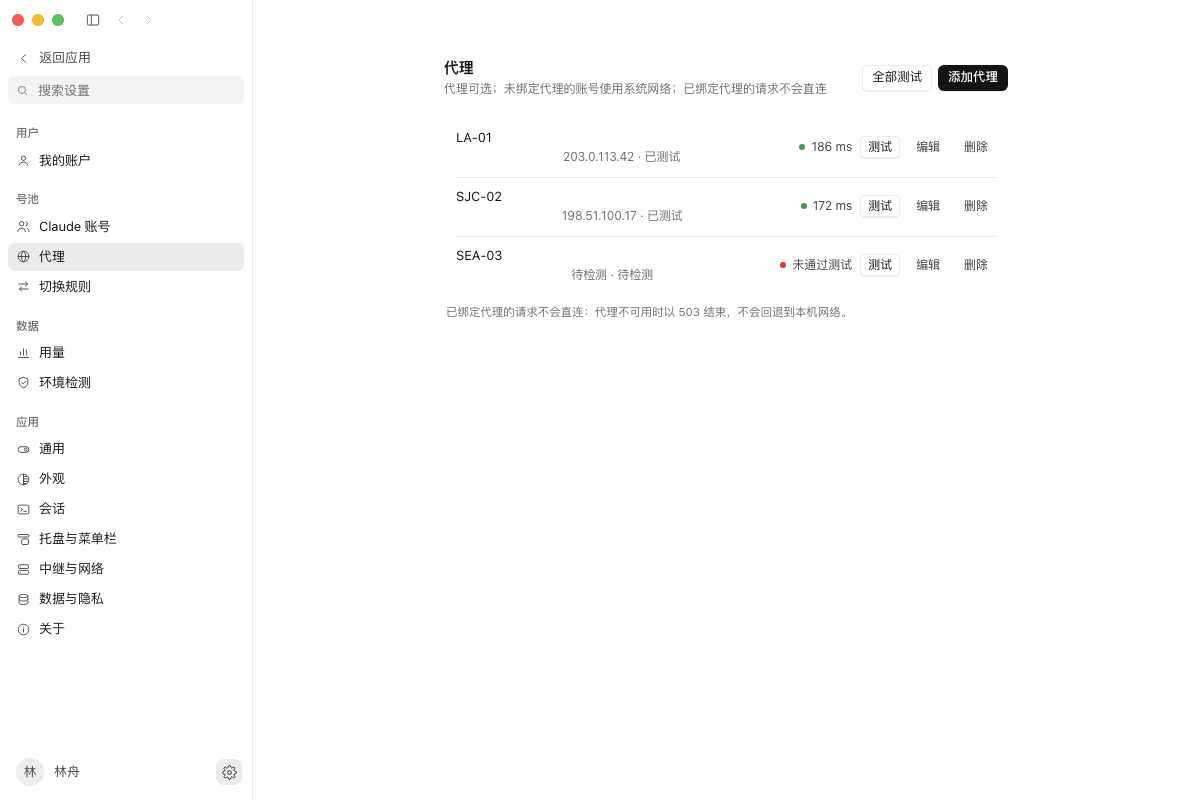 返回应用
搜索设置
用户
我的账户
号池
Claude 账号
代理
切换规则
数据
用量
环境检测
应用
通用
外观
会话
托盘与菜单栏
中继与网络
数据与隐私
关于
林 林舟
代理
代理可选；未绑定代理的账号使用系统网络；已绑定代理的请求不会直连
全部测试 添加代理
LA-01
203.0.113.42 · 已测试
186 ms 测试 编辑 删除
SJC-02
198.51.100.17 · 已测试
172 ms 测试 编辑 删除
SEA-03
待检测 · 待检测
未通过测试 测试 编辑 删除
已绑定代理的请求不会直连：代理不可用时以 503 结束，不会回退到本机网络。